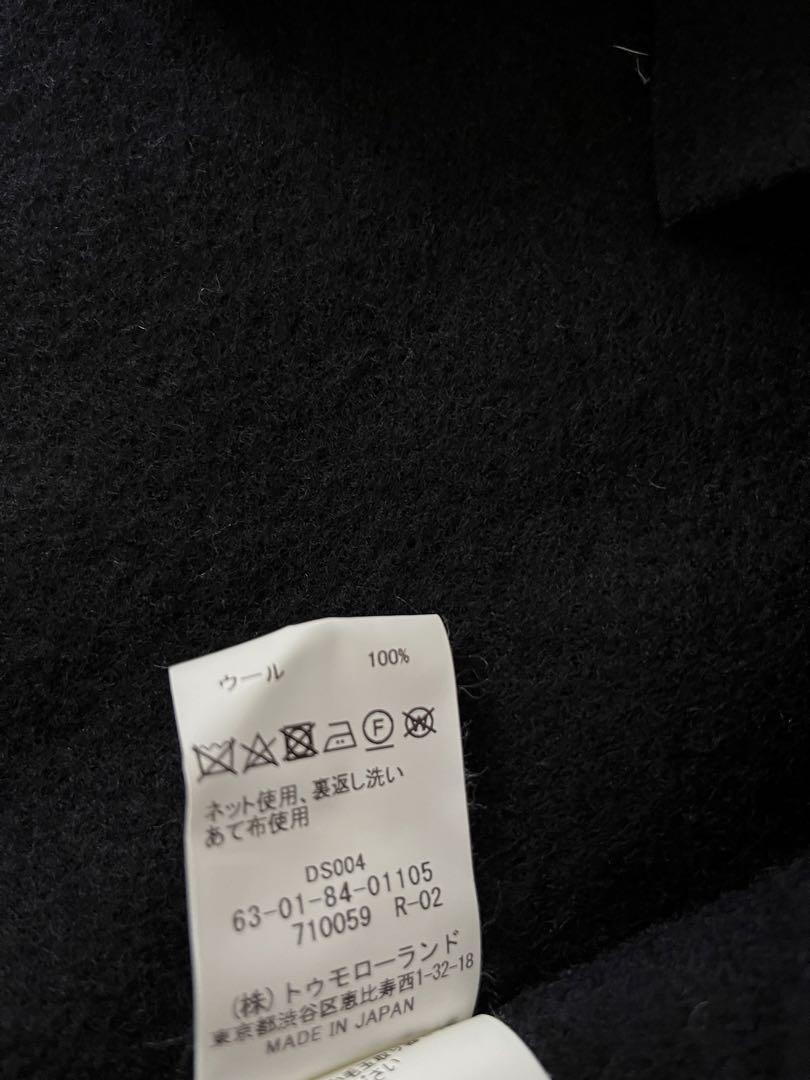 ウール 100%
F W
ネット使用、裏返し洗い
あて布使用
DS004
63-01-84-01105
710059 R-02
(株)トゥモローランド
東京都渋谷区恵比寿西1-32-18
MADE IN JAPAN